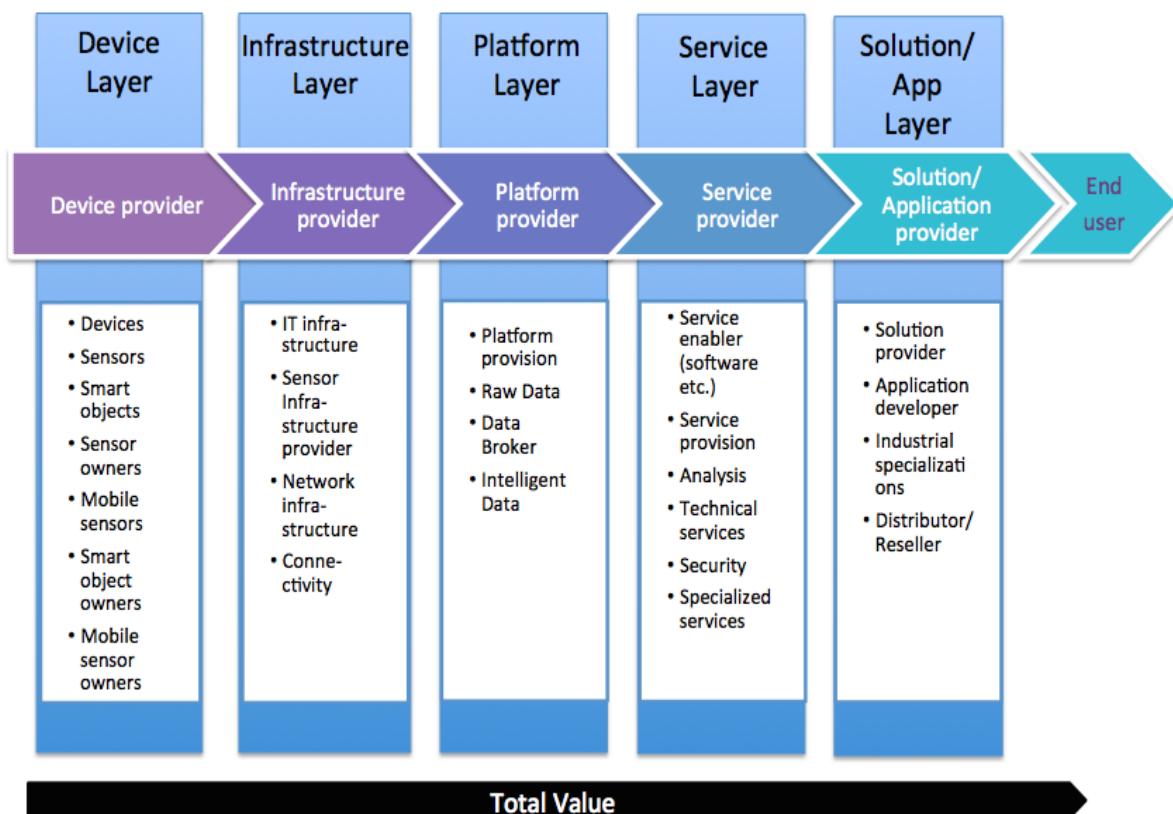 Device
Layer
Infrastructure
Layer
Platform
Layer
Service
Layer
Solution/
App
Layer
Device provider
Infrastructure
provider
Platform
provider
Service
provider
Solution/
Application
provider
End
user
• Devices
• Sensors
• Smart
objects
• Sensor
owners
• Mobile
sensors
• Smart
object
owners
• Mobile
sensor
owners
• IT infra-
structure
• Sensor
Infra-
structure
provider
• Network
infra-
structure
• Conne-
ctivity
• Platform
provision
• Raw Data
• Data
Broker
• Intelligent
Data
• Service
enabler
(software
etc.)
• Service
provision
• Analysis
• Technical
services
• Security
• Specialized
services
• Solution
provider
• Application
developer
• Industrial
specializati
ons
• Distributor/
Reseller
Total Value